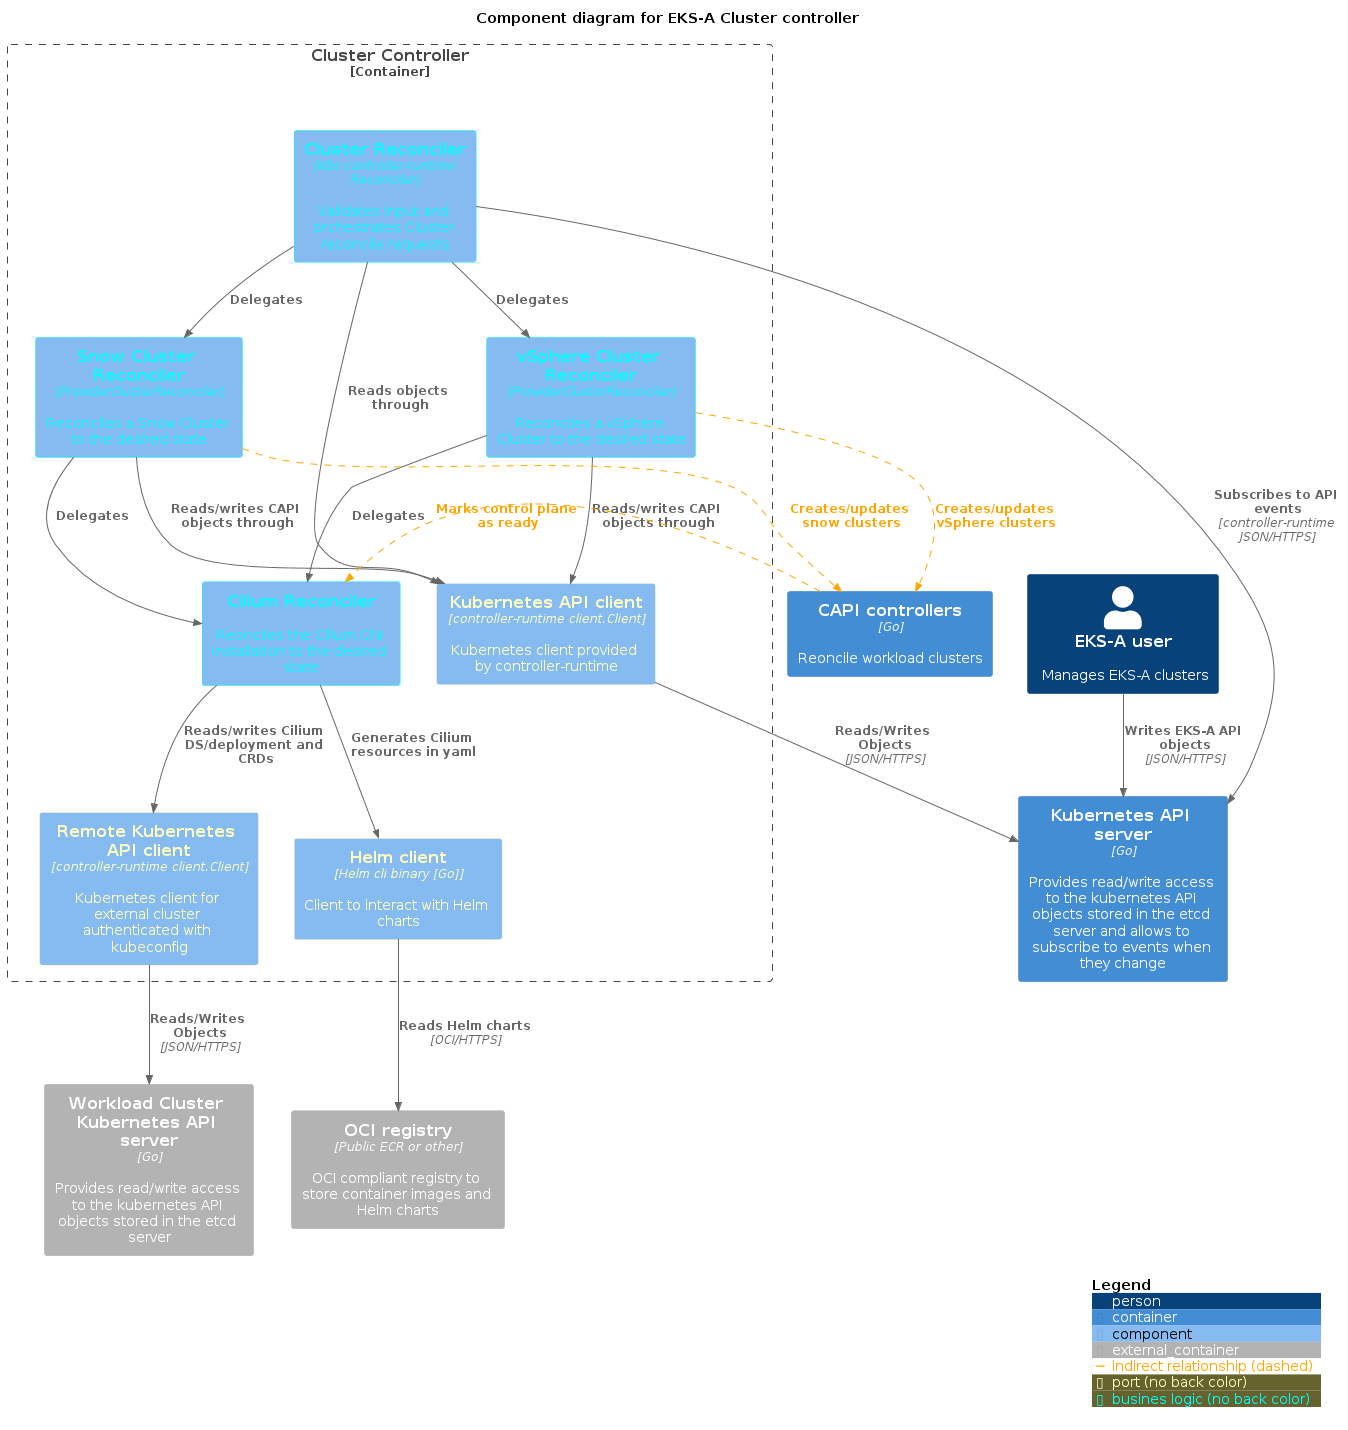 Component diagram for EKS-A Cluster controller
Cluster Controller
[Container]
Cluster Reconciler
[k8s controller-runtime
Reconciler]
Validates input and
orchestrates Cluster
reconcile requests
Delegates
Delegates
Reads objects
through
Snow Cluster
Reconciler
[ProviderClusterReconciler]
Reconciles a Snow Cluster
to the desired state
vSphere Cluster
Reconciler
[ProviderClusterReconciler]
Reconciles a vSphere
Cluster to the desired state
Delegates
Reads/writes CAPI
objects through
Delegates
Marks control plane
as ready
Reads/writes CAPI
objects through
Creates/updates
snow clusters
Creates/updates
vSphere clusters
Subscribes to API
events
[controller-runtime
JSON/HTTPS]
Cilium Reconciler
Reconciles the Cilium CNI
installation to the desired
state
Kubernetes API client
[controller-runtime client.Client]
Kubernetes client provided
by controller-runtime
CAPI controllers
[Go]
Reoncile workload clusters
EKS-A user
Manages EKS-A clusters
Reads/writes Cilium
DS/deployment and
CRDs
Generates Cilium
resources in yaml
Reads/Writes
Objects
[JSON/HTTPS]
Writes EKS-A API
objects
[JSON/HTTPS]
Remote Kubernetes
API client
[controller-runtime client.Client]
Kubernetes client for
external cluster
authenticated with
kubeconfig
Helm client
[Helm cli binary [Go]]
Client to interact with Helm
charts
Kubernetes API
server
[Go]
Provides read/write access
to the kubernetes API
objects stored in the etcd
server and allows to
subscribe to events when
they change
Reads/Writes
Objects
[JSON/HTTPS]
Reads Helm charts
[OCI/HTTPS]
Workload Cluster
Kubernetes API
server
[Go]
Provides read/write access
to the kubernetes API
objects stored in the etcd
server
OCI registry
[Public ECR or other]
OCI compliant registry to
store container images and
Helm charts
Legend
person
container
component
external_container
indirect relationship (dashed)
port (no back color)
busines logic (no back color)